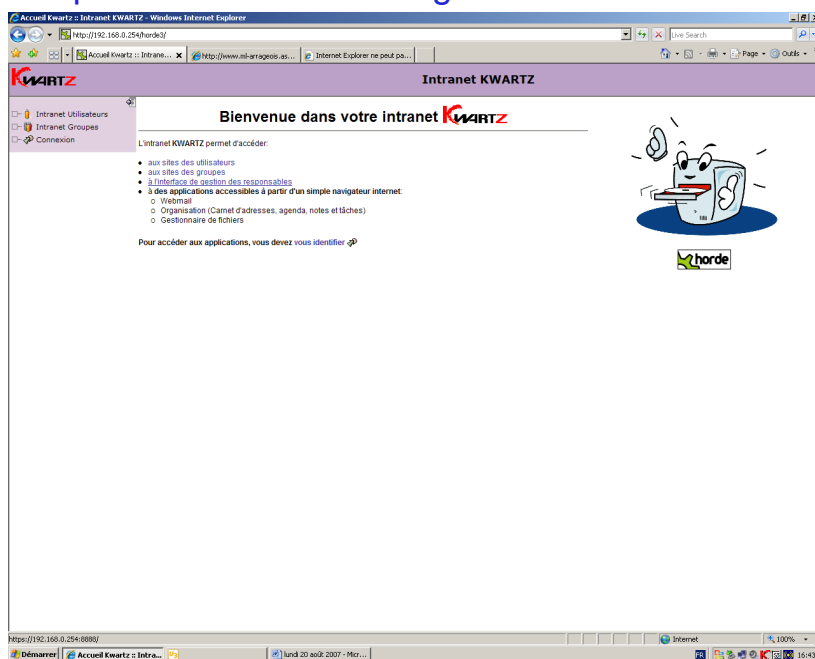 Accueil Kwartz :: Intranet KWARTZ - Windows Internet Explorer
http://192.168.0.254/horde3/
Live Search
Accueil Kwartz :: Intrane...
http://www.ml-arrageois.as...
Internet Explorer ne peut pa...
Page
Outils
KWARTZ
Intranet KWARTZ
Intranet Utilisateurs
Intranet Groupes
Connexion
Bienvenue dans votre intranet KWARTZ
L'intranet KWARTZ permet d'accéder:
aux sites des utilisateurs
aux sites des groupes
à l'interface de gestion des responsables
à des applications accessibles à partir d'un simple navigateur internet:
Webmail
Organisation (Carnet d'adresses, agenda, notes et tâches)
Gestionnaire de fichiers
Pour accéder aux applications, vous devez vous identifier
horde
https://192.168.0.254:8888/
Internet
100%
Démarrer
Accueil Kwartz :: Intra...
lundi 20 août 2007 - Micr...
FR
16:43